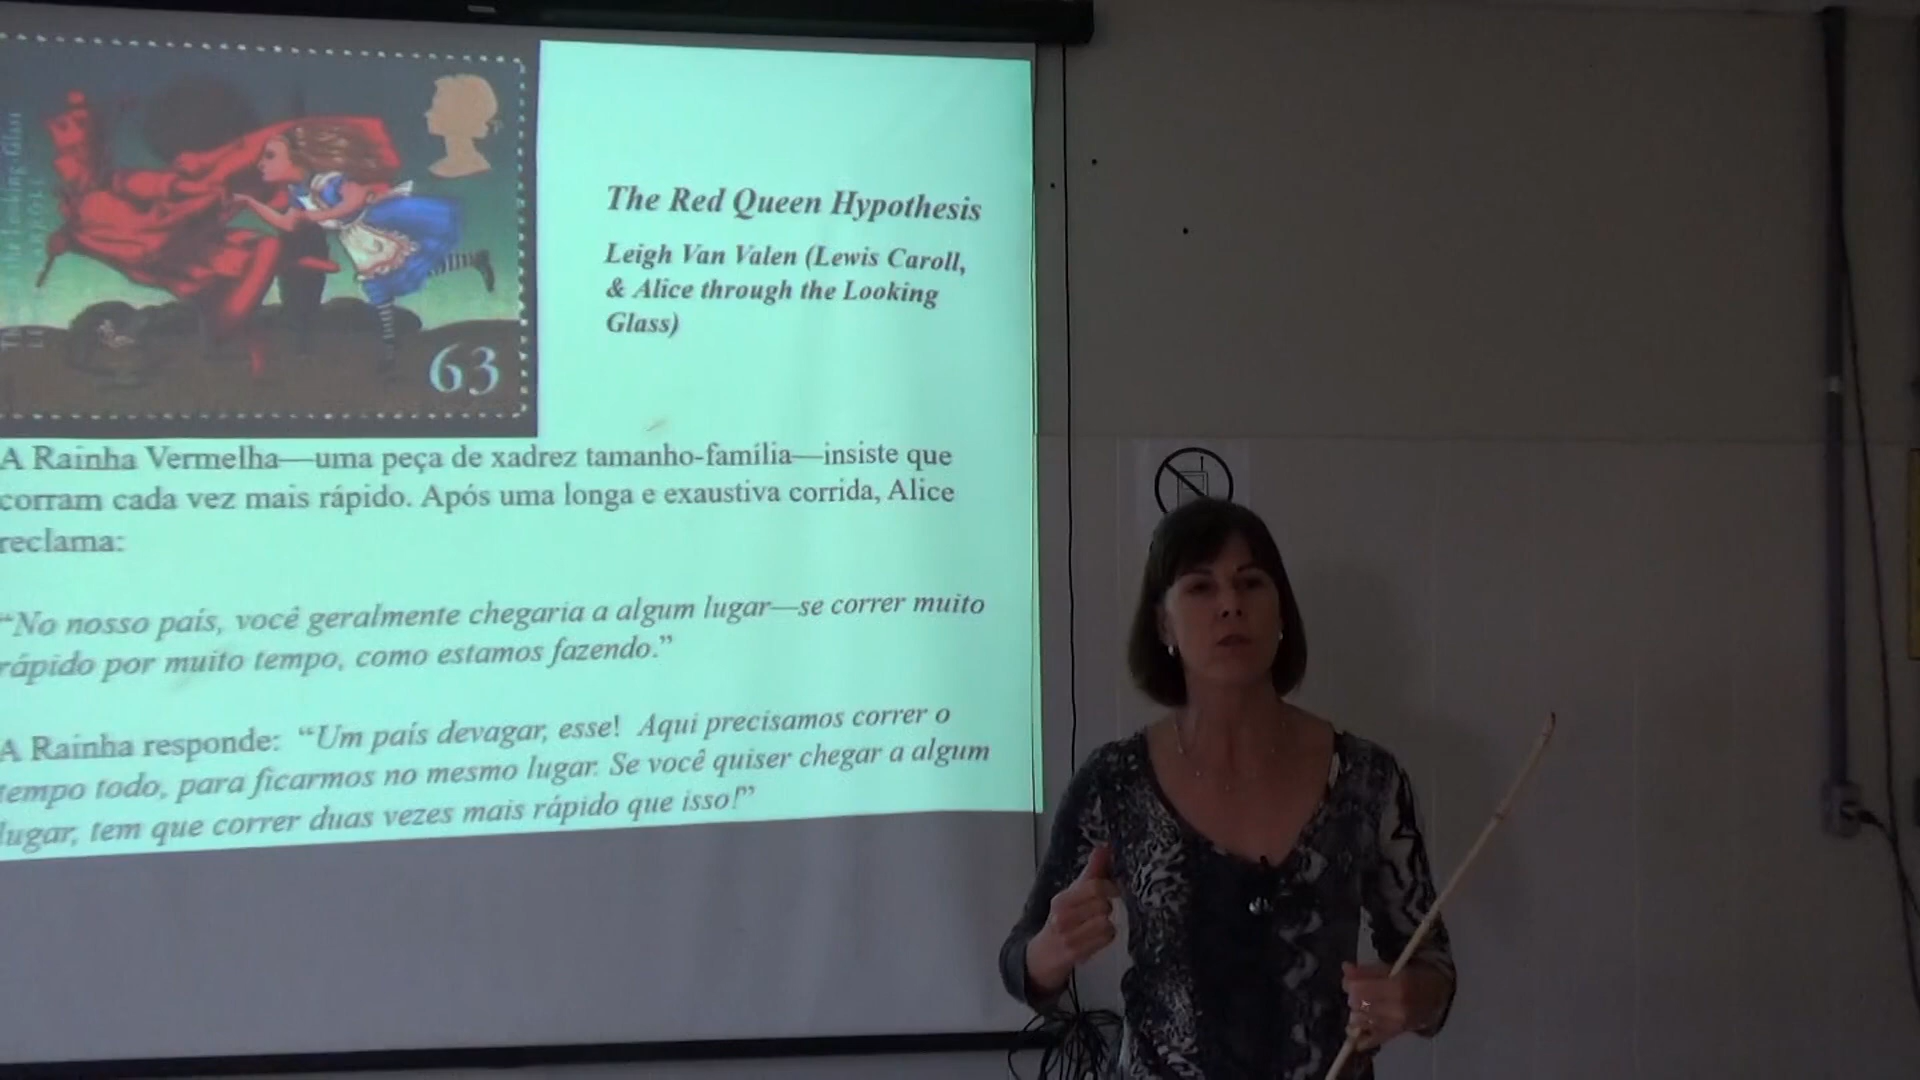 63
The Red Queen Hypothesis
Leigh Van Valen (Lewis Caroll,
& Alice through the Looking
Glass)
A Rainha Vermelha—uma peça de xadrez tamanho-família—insiste que
corram cada vez mais rápido. Após uma longa e exaustiva corrida, Alice
reclama:
“No nosso país, você geralmente chegaria a algum lugar—se correr muito
rápido por muito tempo, como estamos fazendo.”
A Rainha responde: “Um país devagar, esse! Aqui precisamos correr o
tempo todo, para ficarmos no mesmo lugar. Se você quiser chegar a algum
lugar, tem que correr duas vezes mais rápido que isso!”